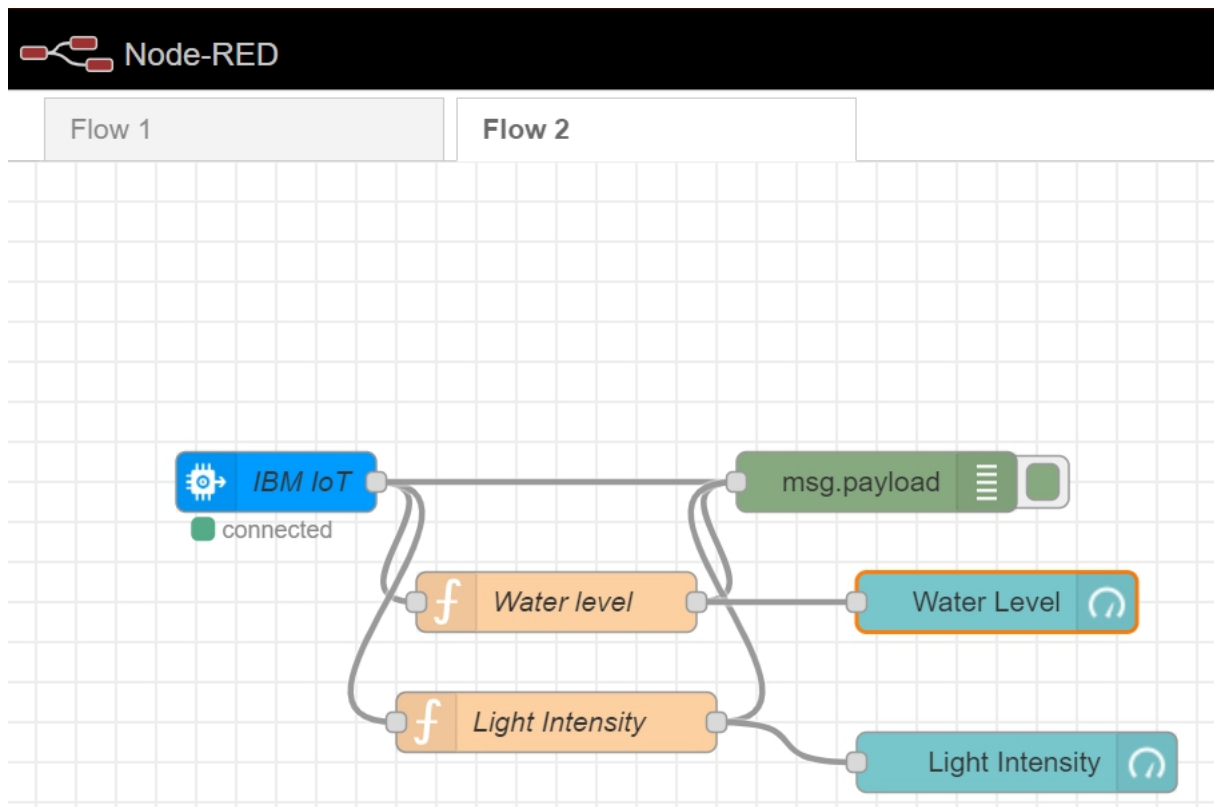 Node-RED
Flow 1
Flow 2
IBM IoT
msg.payload
connected
Water level
Water Level
Light Intensity
Light Intensity